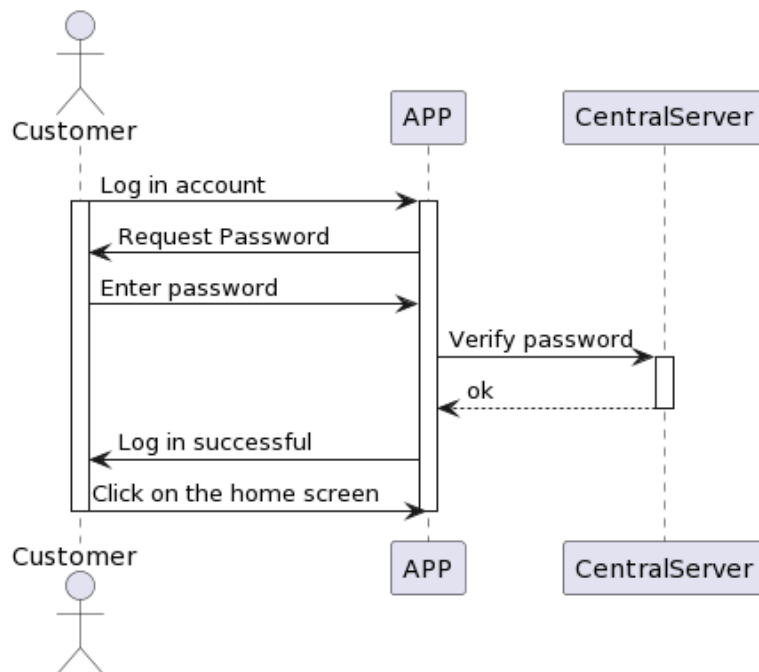 Customer
APP
CentralServer
Log in account
Request Password
Enter password
Verify password
ok
Log in successful
Click on the home screen
Customer
APP
CentralServer